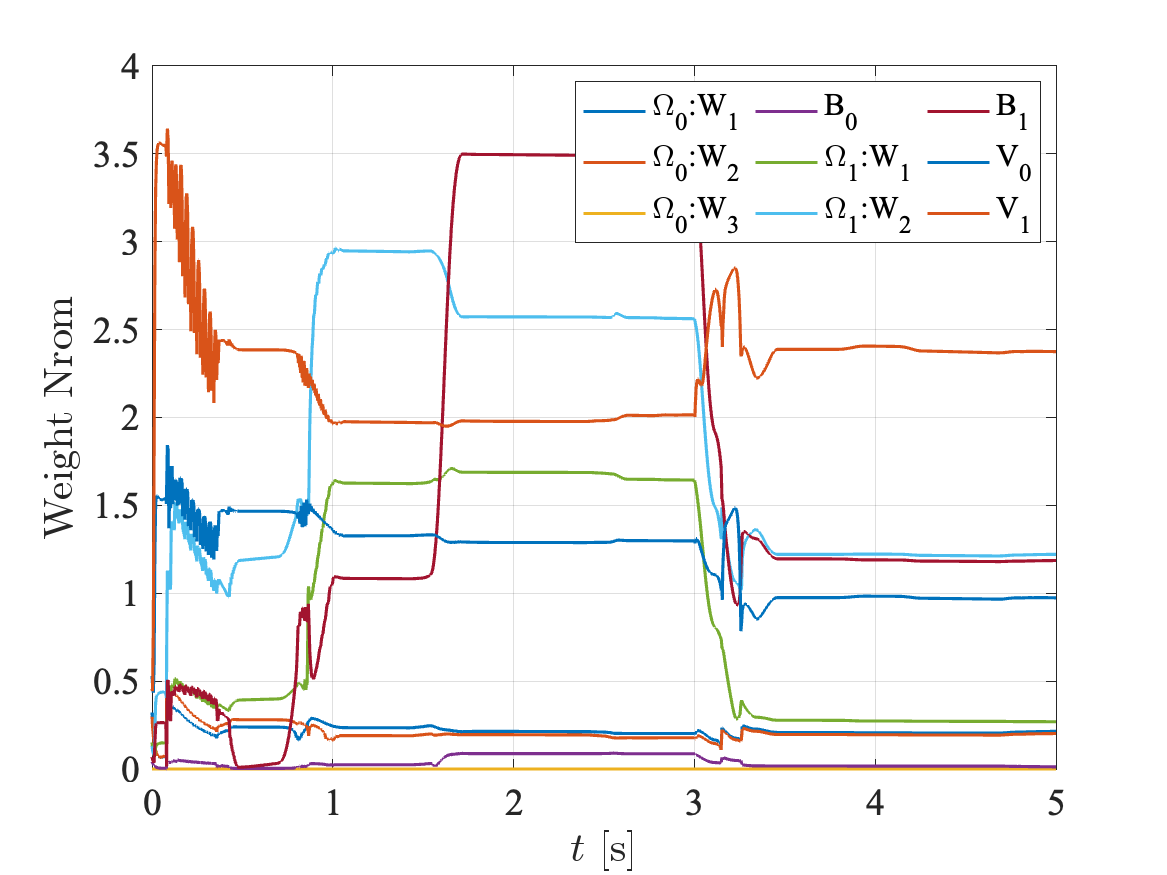 4
3.5
3
2.5
2
1.5
1
0.5
0
Weight Nrom
Ω₀:W₁ B₀ B₁
Ω₀:W₂ Ω₁:W₁ V₀
Ω₀:W₃ Ω₁:W₂ V₁
0 1 2 3 4 5
t [s]